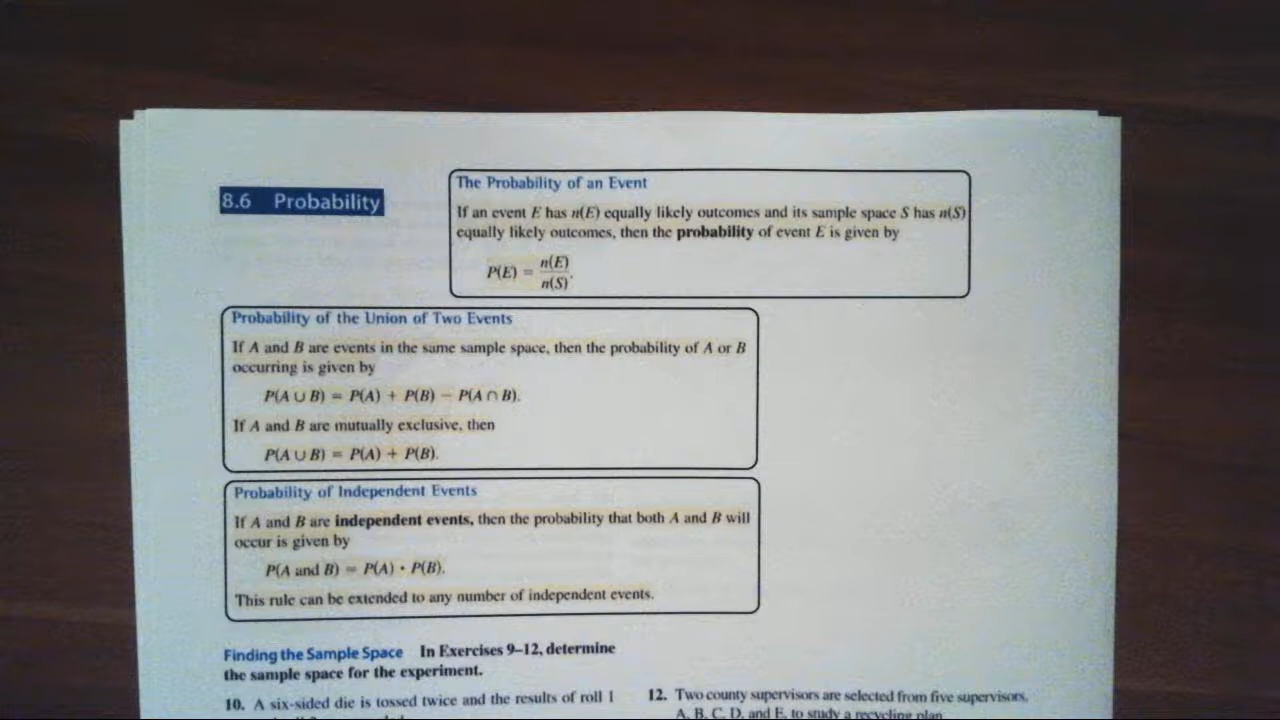 8.6 Probability
The Probability of an Event
If an event E has n(E) equally likely outcomes and its sample space S has n(S)
equally likely outcomes, then the probability of event E is given by
P(E) = n(E)/n(S).
Probability of the Union of Two Events
If A and B are events in the same sample space, then the probability of A or B
occurring is given by
P(A ∪ B) = P(A) + P(B) − P(A ∩ B).
If A and B are mutually exclusive, then
P(A ∪ B) = P(A) + P(B).
Probability of Independent Events
If A and B are independent events, then the probability that both A and B will
occur is given by
P(A and B) = P(A) • P(B).
This rule can be extended to any number of independent events.
Finding the Sample Space In Exercises 9–12, determine
the sample space for the experiment.
10. A six-sided die is tossed twice and the results of roll 1
12. Two county supervisors are selected from five supervisors,
A, B, C, D, and E, to study a recycling plan.